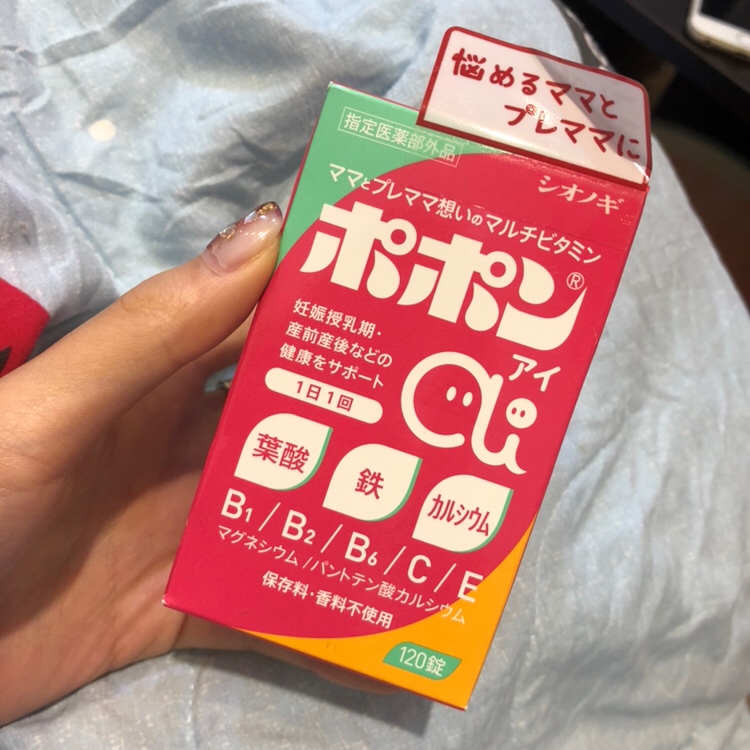 悩めるママと
プレママに
シオノギ
指定医薬部外品
ママとプレママ想いのマルチビタミン
ポポン®
アイ
妊娠授乳期・
産前産後などの
健康をサポート
1日1回
葉酸
鉄
カルシウム
B1/B2/B6/C/E
マグネシウム/パントテン酸カルシウム
保存料・香料不使用
120錠